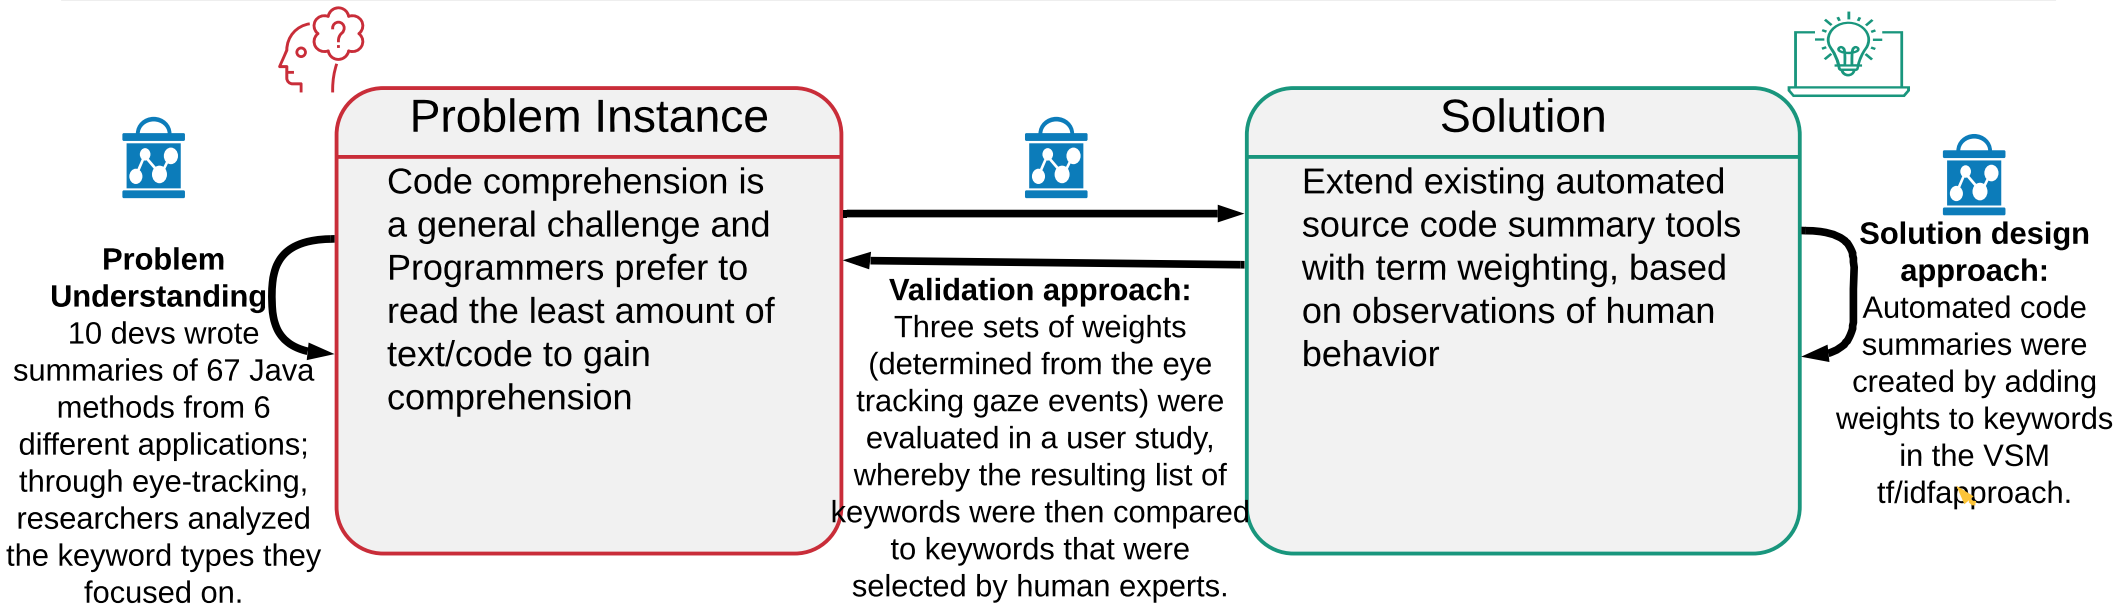 ?
Problem Instance
Code comprehension is
a general challenge and
Programmers prefer to
read the least amount of
text/code to gain
comprehension
Solution
Extend existing automated
source code summary tools
with term weighting, based
on observations of human
behavior
Problem
Understanding
10 devs wrote
summaries of 67 Java
methods from 6
different applications;
through eye-tracking,
researchers analyzed
the keyword types they
focused on.
Validation approach:
Three sets of weights
(determined from the eye
tracking gaze events) were
evaluated in a user study,
whereby the resulting list of
keywords were then compared
to keywords that were
selected by human experts.
Solution design
approach:
Automated code
summaries were
created by adding
weights to keywords
in the VSM
tf/idfapproach.